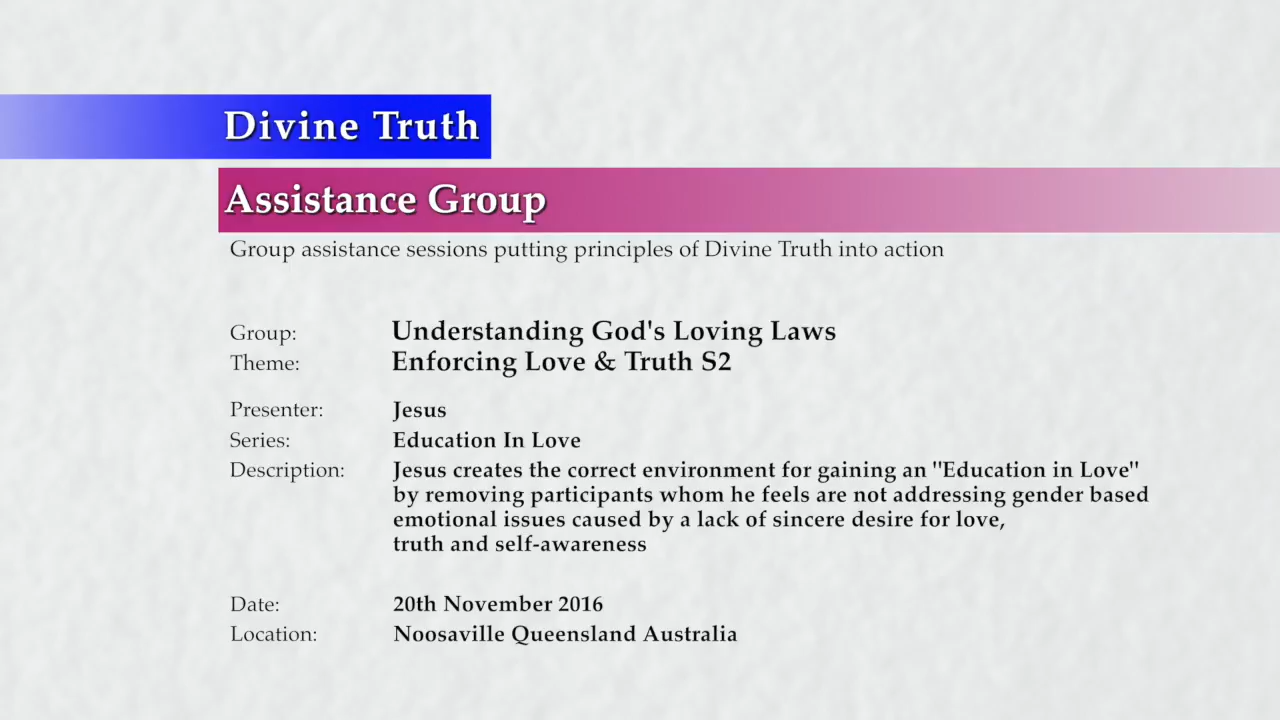 Divine Truth
Assistance Group
Group assistance sessions putting principles of Divine Truth into action
Group: Understanding God's Loving Laws
Theme: Enforcing Love & Truth S2
Presenter: Jesus
Series: Education In Love
Description: Jesus creates the correct environment for gaining an "Education in Love"
by removing participants whom he feels are not addressing gender based
emotional issues caused by a lack of sincere desire for love,
truth and self-awareness
Date: 20th November 2016
Location: Noosaville Queensland Australia